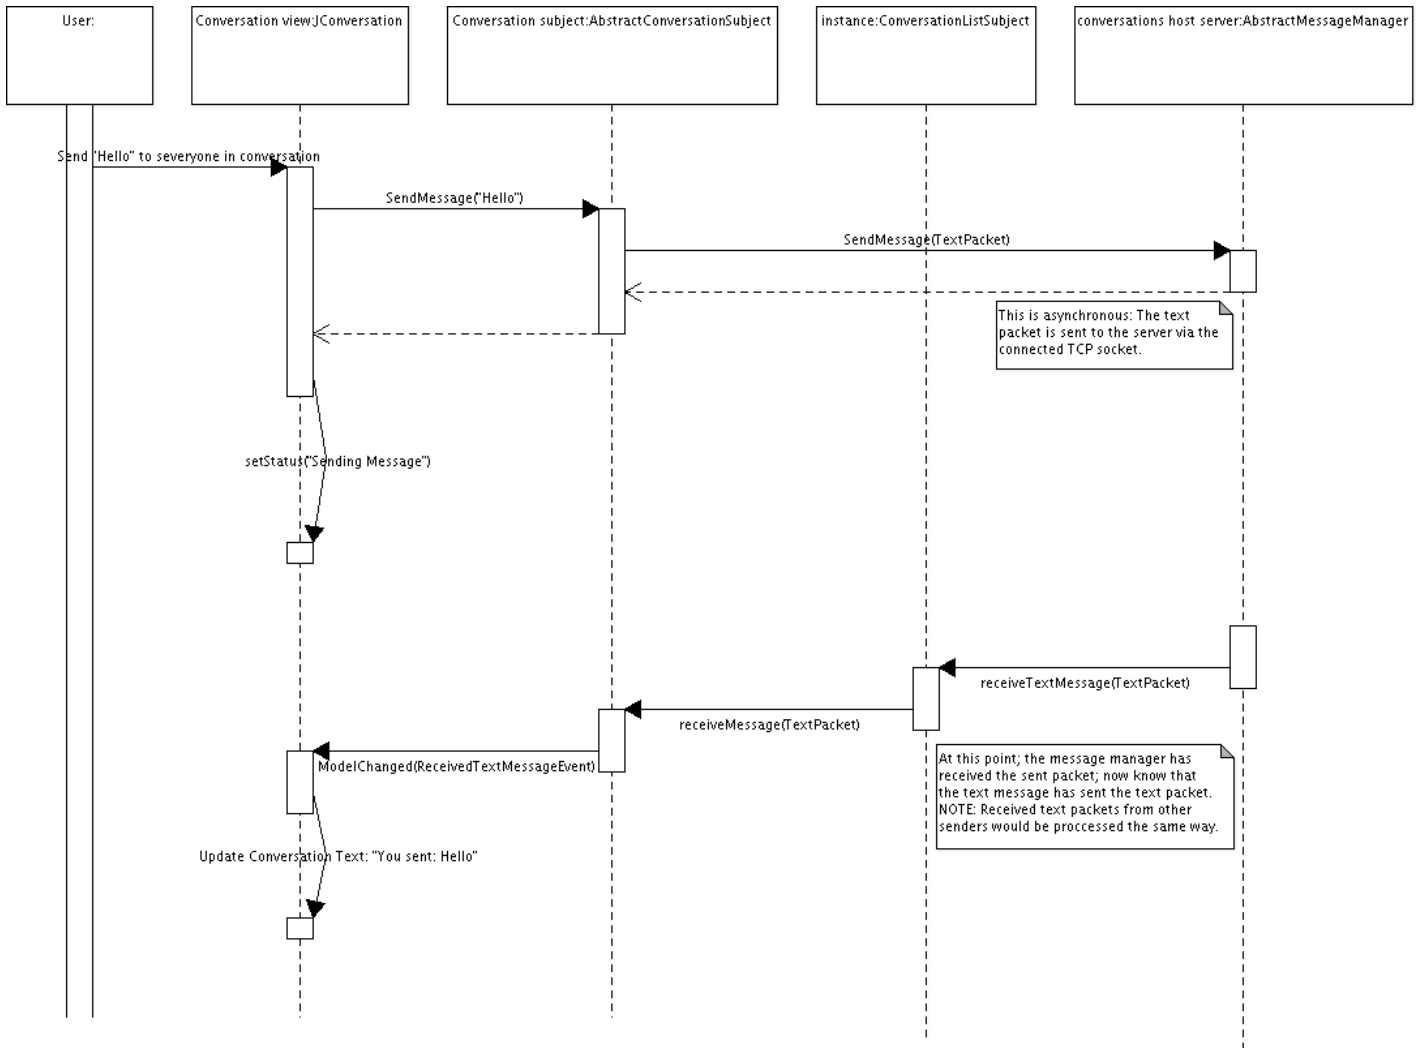 User:
Conversation view:JConversation
Conversation subject:AbstractConversationSubject
instance:ConversationListSubject
conversations host server:AbstractMessageManager
Send "Hello" to severyone in conversation
SendMessage("Hello")
SendMessage(TextPacket)
This is asynchronous: The text
packet is sent to the server via the
connected TCP socket.
setStatus("Sending Message")
receiveTextMessage(TextPacket)
receiveMessage(TextPacket)
ModelChanged(ReceivedTextMessageEvent)
At this point; the message manager has
received the sent packet; now know that
the text message has sent the text packet.
NOTE: Received text packets from other
senders would be proccessed the same way.
Update Conversation Text: "You sent: Hello"